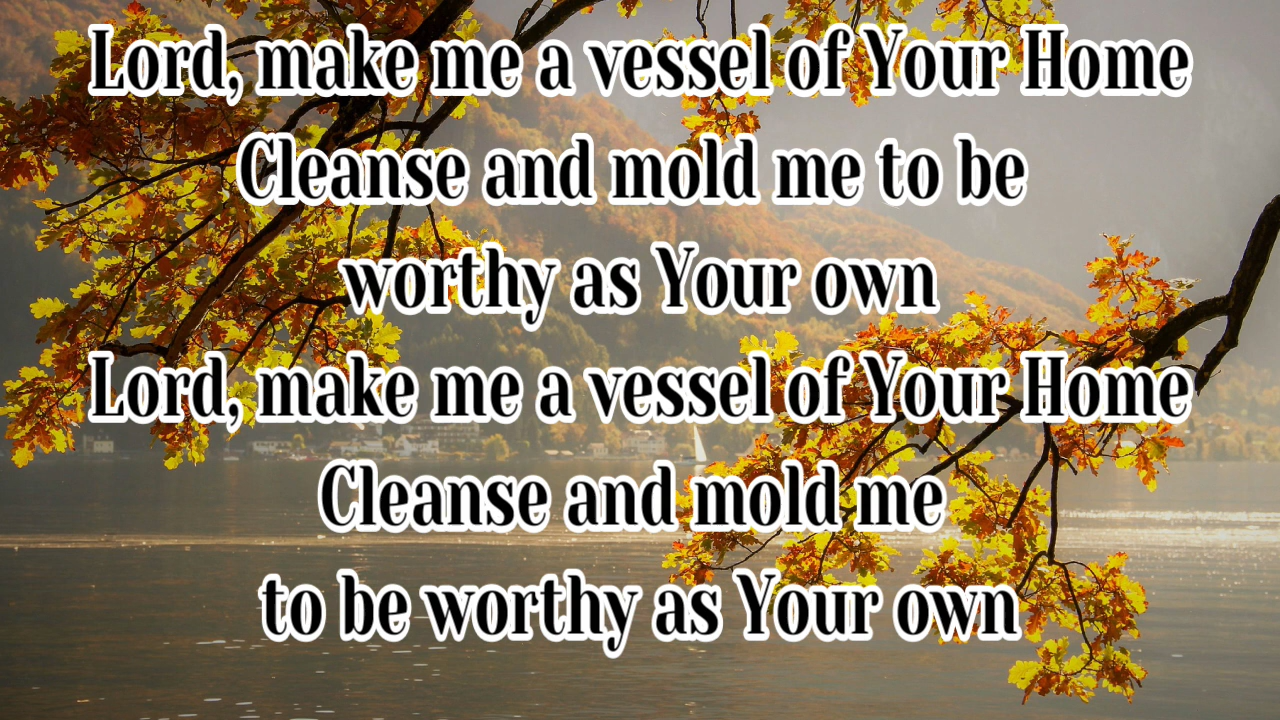 Lord, make me a vessel of Your Home
Cleanse and mold me to be
worthy as Your own
Lord, make me a vessel of Your Home
Cleanse and mold me
to be worthy as Your own